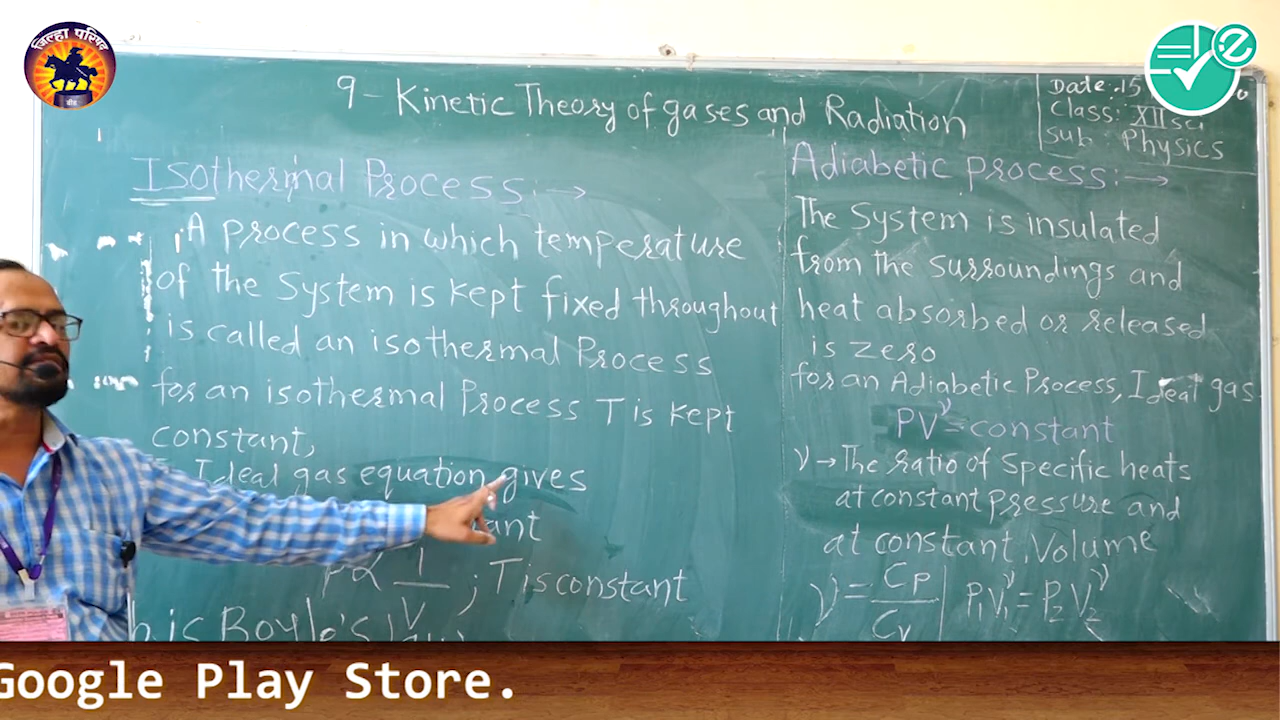 जिल्हा परिषद
बीड
9 - Kinetic Theory of gases and Radiation
Date :- 15
Class: XII sci
Sub : Physics
Isothermal Process :- →
A process in which temperature
of the System is kept fixed throughout
is called an isothermal Process
for an isothermal Process T is kept
constant,
Ideal gas equation gives
ant
P ∝ 1/V ; T is constant
is Boyle's law
Adiabetic process :- →
The System is insulated
from the surroundings and
heat absorbed or released
is zero
for an Adiabetic Process, Ideal gas
PV^γ = constant
γ → The ratio of Specific heats
at constant pressure and
at constant Volume
γ = CP/CV | P₁V₁^γ = P₂V₂^γ
Google Play Store.